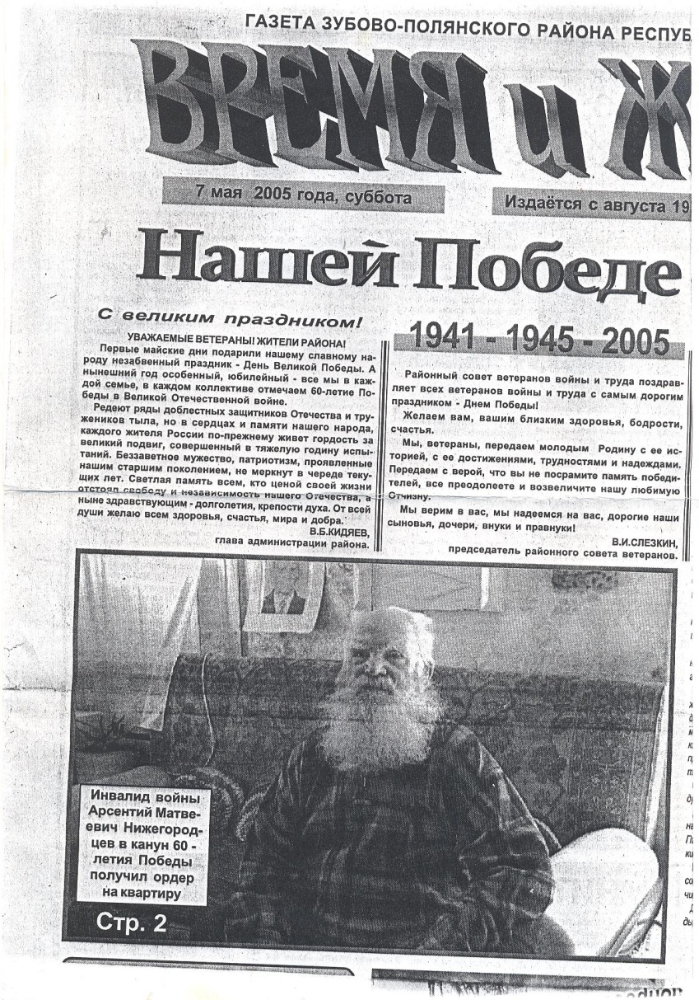 ГАЗЕТА ЗУБОВО-ПОЛЯНСКОГО РАЙОНА РЕСПУБ
ВРЕМЯ и Ж
7 мая 2005 года, суббота
Издаётся с августа 19
Нашей Победе
С великим праздником!
УВАЖАЕМЫЕ ВЕТЕРАНЫ! ЖИТЕЛИ РАЙОНА!
Первые майские дни подарили нашему славному на-
роду незабвенный праздник - День Великой Победы. А
нынешний год особенный, юбилейный - все мы в каж-
дой семье, в каждом коллективе отмечаем 60-летие По-
беды в Великой Отечественной войне.
Редеют ряды доблестных защитников Отечества и тру-
жеников тыла, но в сердцах и памяти нашего народа,
каждого жителя России по-прежнему живет гордость за
великий подвиг, совершенный в тяжелую годину испы-
таний. Беззаветное мужество, патриотизм, проявленные
нашим старшим поколением, не меркнут в череде теку-
щих лет. Светлая память всем, кто ценой своей жизни
отстоял свободу и независимость нашего Отечества, а
ныне здравствующим - долголетия, крепости духа. От всей
души желаю всем здоровья, счастья, мира и добра.
В.Б.КИДЯЕВ,
глава администрации района.
1941 - 1945 - 2005
Районный совет ветеранов войны и труда поздрав-
ляет всех ветеранов войны и труда с самым дорогим
праздником - Днем Победы!
Желаем вам, вашим близким здоровья, бодрости,
счастья.
Мы, ветераны, передаем молодым Родину с ее ис-
торией, с ее достижениями, трудностями и надеждами.
Передаем с верой, что вы не посрамите память победи-
телей, все преодолеете и возвеличите нашу любимую
Отчизну.
Мы верим в вас, мы надеемся на вас, дорогие наши
сыновья, дочери, внуки и правнуки!
В.И.СЛЕЗКИН,
председатель районного совета ветеранов.
Инвалид войны
Арсентий Матве-
евич Нижегород-
цев в канун 60 -
летия Победы
получил ордер
на квартиру
Стр. 2